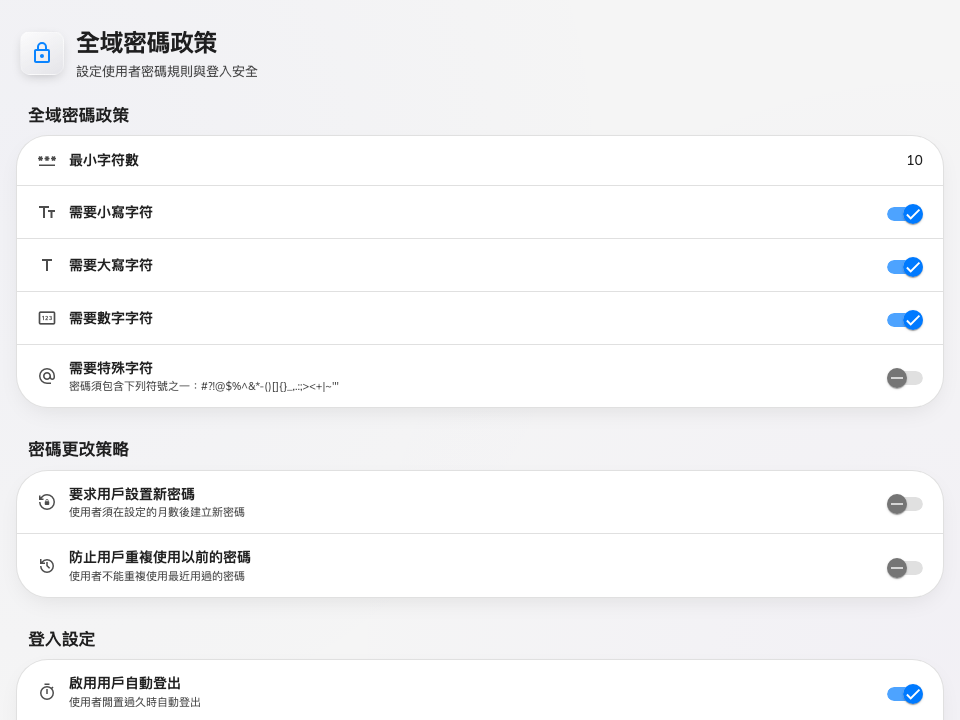 全域密碼政策
設定使用者密碼規則與登入安全
全域密碼政策
最小字符數
10
需要小寫字符
需要大寫字符
需要數字字符
需要特殊字符
密碼須包含下列符號之一：#?!@$%^&*-()[]{}_,.:;><+|~'"
密碼更改策略
要求用戶設置新密碼
使用者須在設定的月數後建立新密碼
防止用戶重複使用以前的密碼
使用者不能重複使用最近用過的密碼
登入設定
啟用用戶自動登出
使用者閒置過久時自動登出